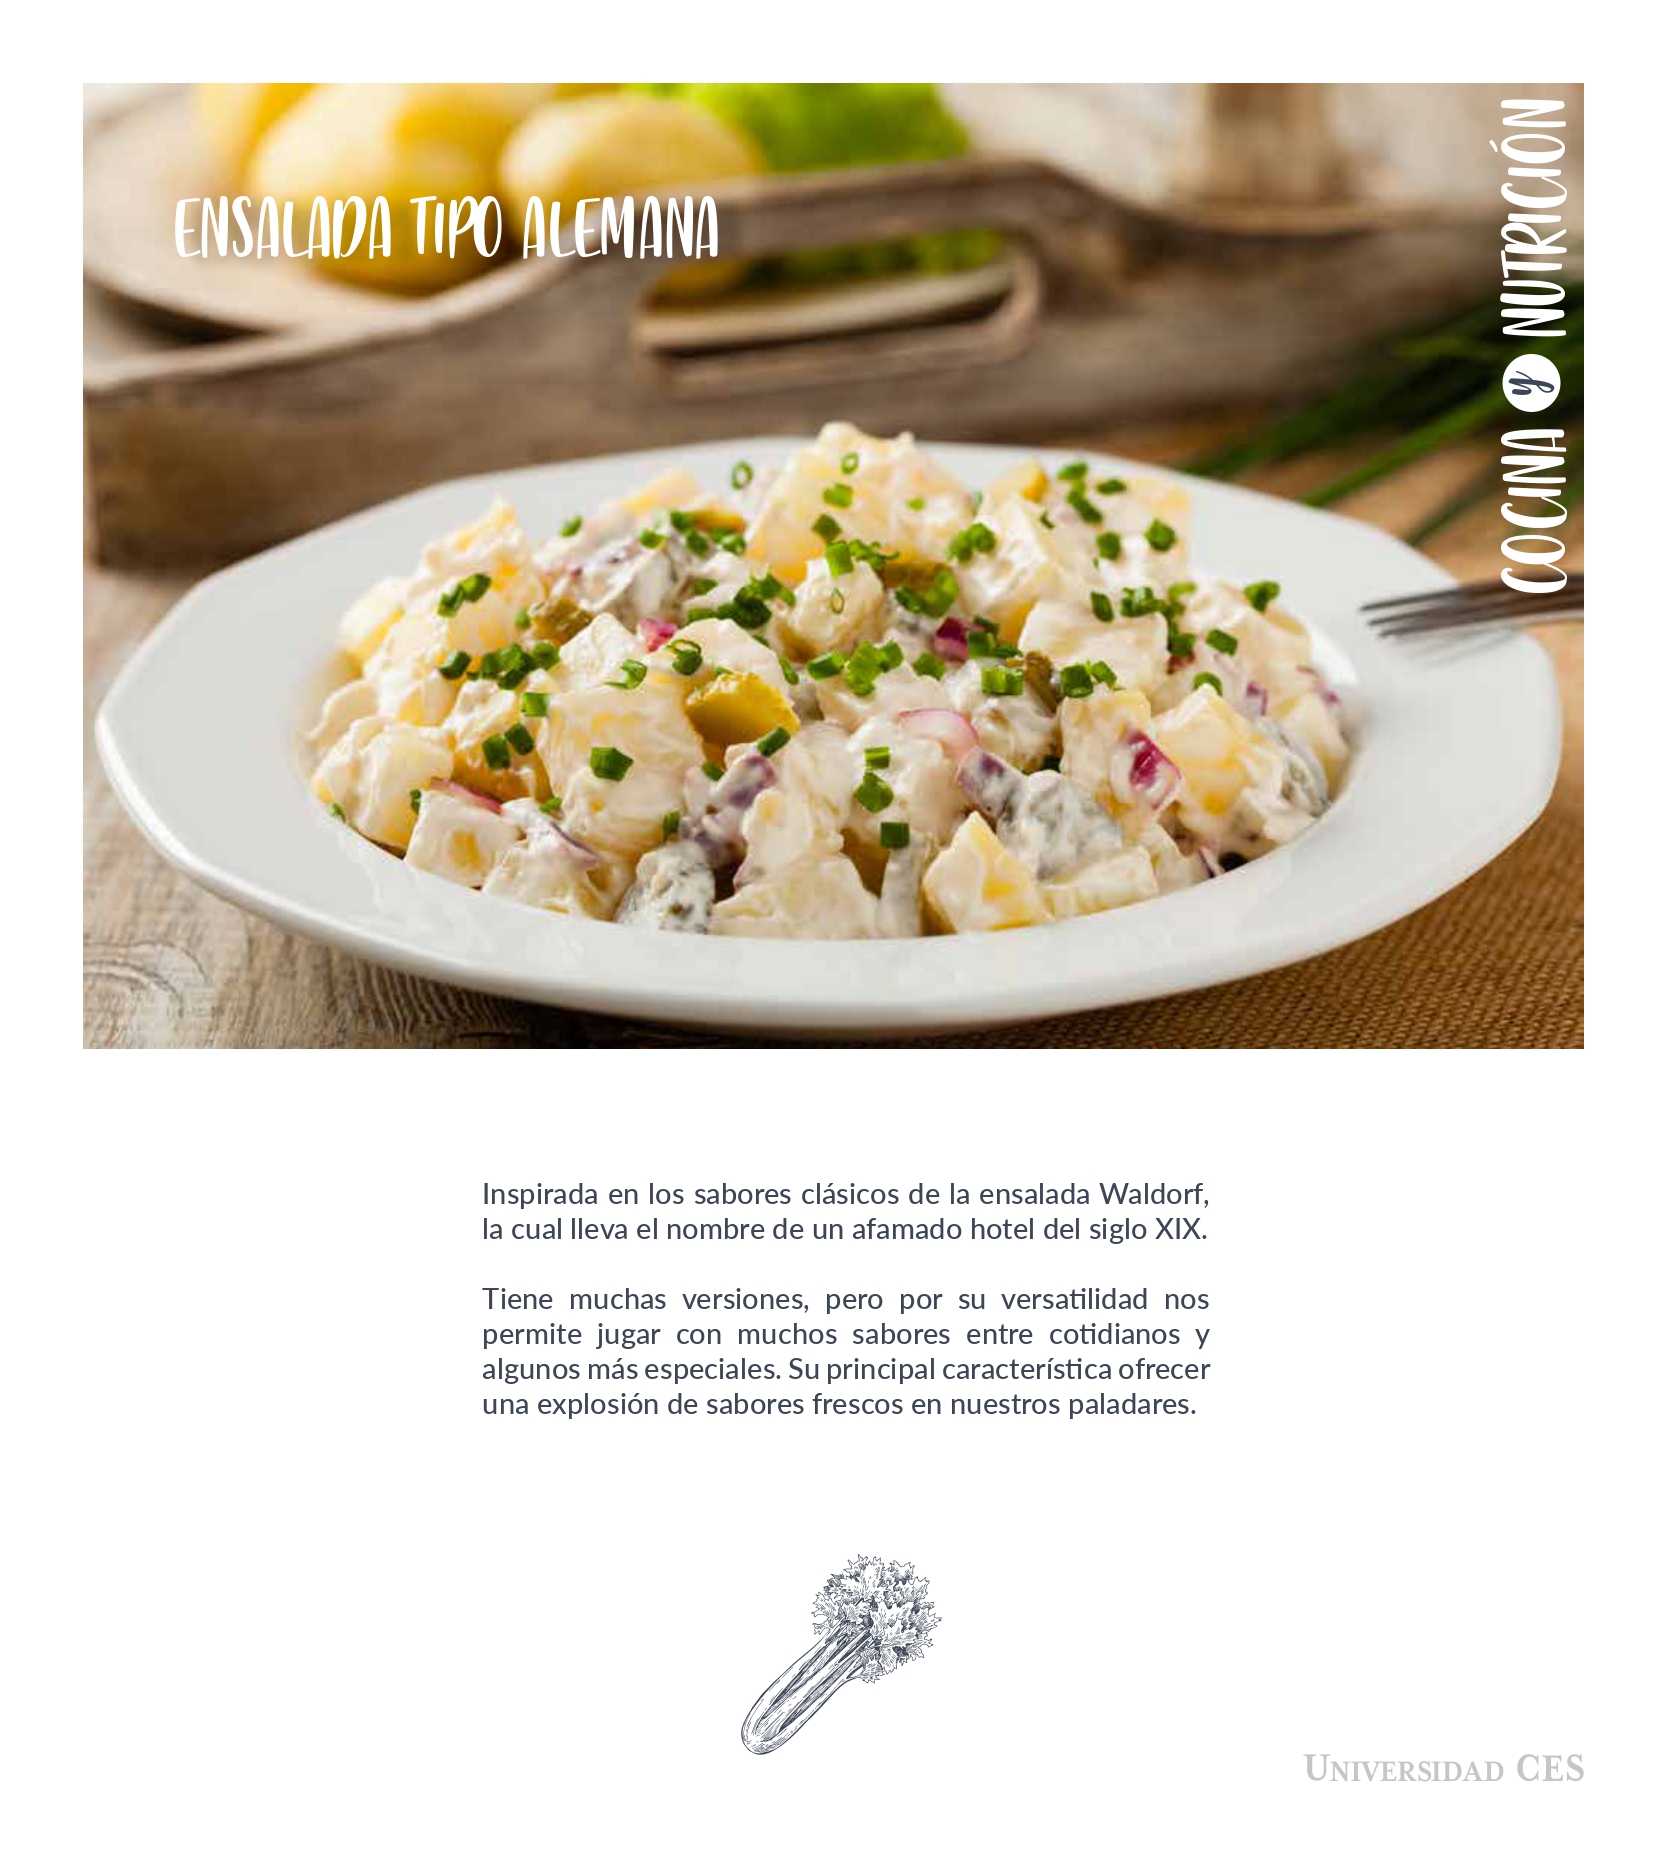 ENSALADA TIPO ALEMANA
COCINA y NUTRICIÓN
Inspirada en los sabores clásicos de la ensalada Waldorf,
la cual lleva el nombre de un afamado hotel del siglo XIX.
Tiene muchas versiones, pero por su versatilidad nos
permite jugar con muchos sabores entre cotidianos y
algunos más especiales. Su principal característica ofrecer
una explosión de sabores frescos en nuestros paladares.
UNIVERSIDAD CES